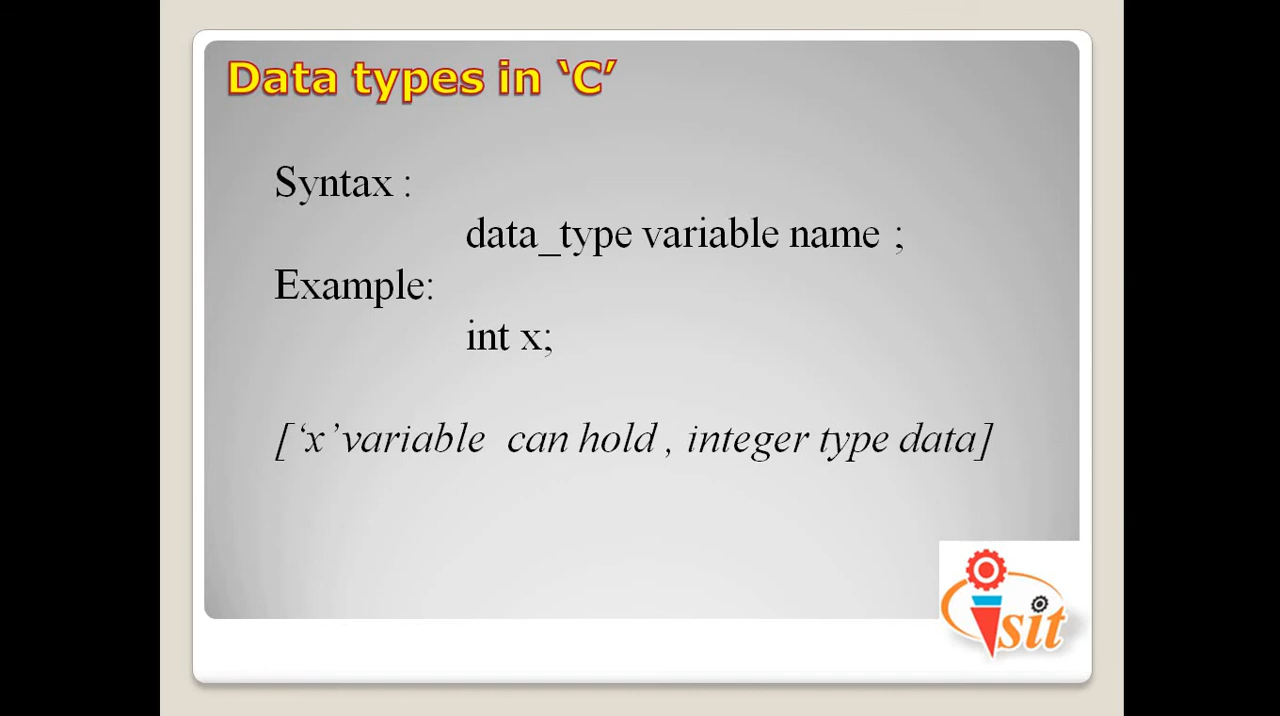 Data types in ‘C’
Syntax :
data_type variable name ;
Example:
int x;
[‘x’variable can hold , integer type data]
isit